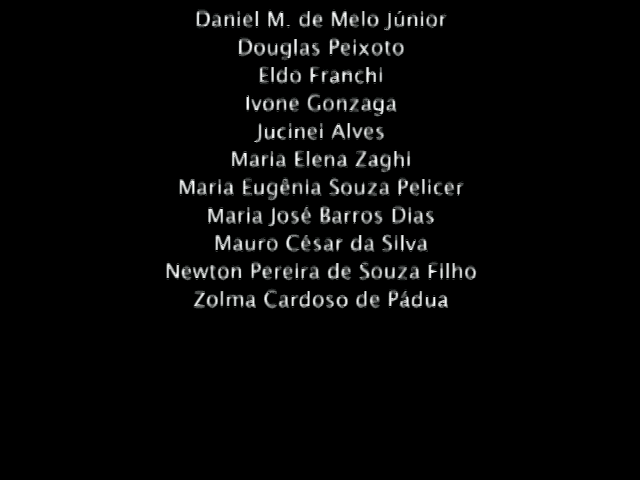 Daniel M. de Melo Júnior
Douglas Peixoto
Eldo Franchi
Ivone Gonzaga
Jucinei Alves
Maria Elena Zaghi
Maria Eugênia Souza Pelicer
Maria José Barros Dias
Mauro César da Silva
Newton Pereira de Souza Filho
Zolma Cardoso de Pádua